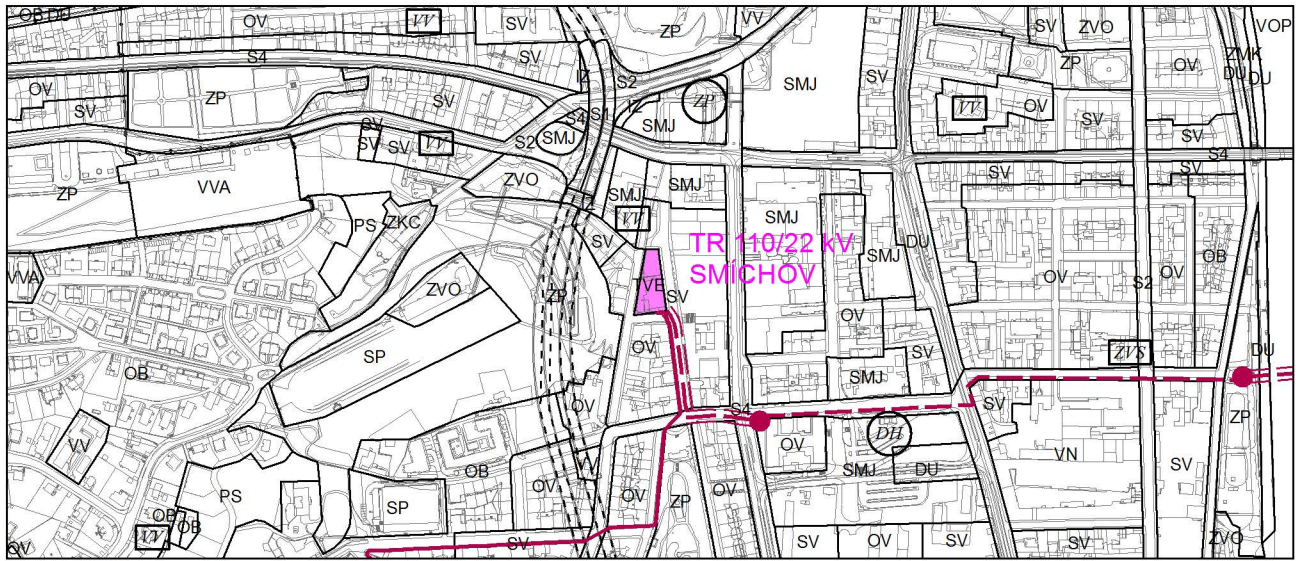 OB DU
OV
VV
SV
ZP
VV
SV
ZVO
VOP
S4
SV
IZ
S2
SMJ
SV
ZP
OV
ZMK
DU
DU
OV
SV
ZP
SV
S4
S1
IZ
ZP
SMJ
VV
OV
SV
SV
SV
SV
VV
S2
SMJ
SV
S4
SV
SV
ZP
VVA
ZVO
SMJ
SMJ
PS
ZKC
VV
SMJ
SV
DU
TR 110/22 kV
SMÍCHOV
SMJ
OV
OV
OB
VVA
ZVO
ZP
VE
SV
S2
SP
OV
OV
SV
ZVS
DU
OB
SMJ
OV
S4
SV
ZP
VV
OB
OV
DH
VN
SV
PS
VV
OV
OV
ZP
OV
SMJ
DU
SP
OB
OB
VV
OV
SV
SV
OV
SV
SV
ZVO